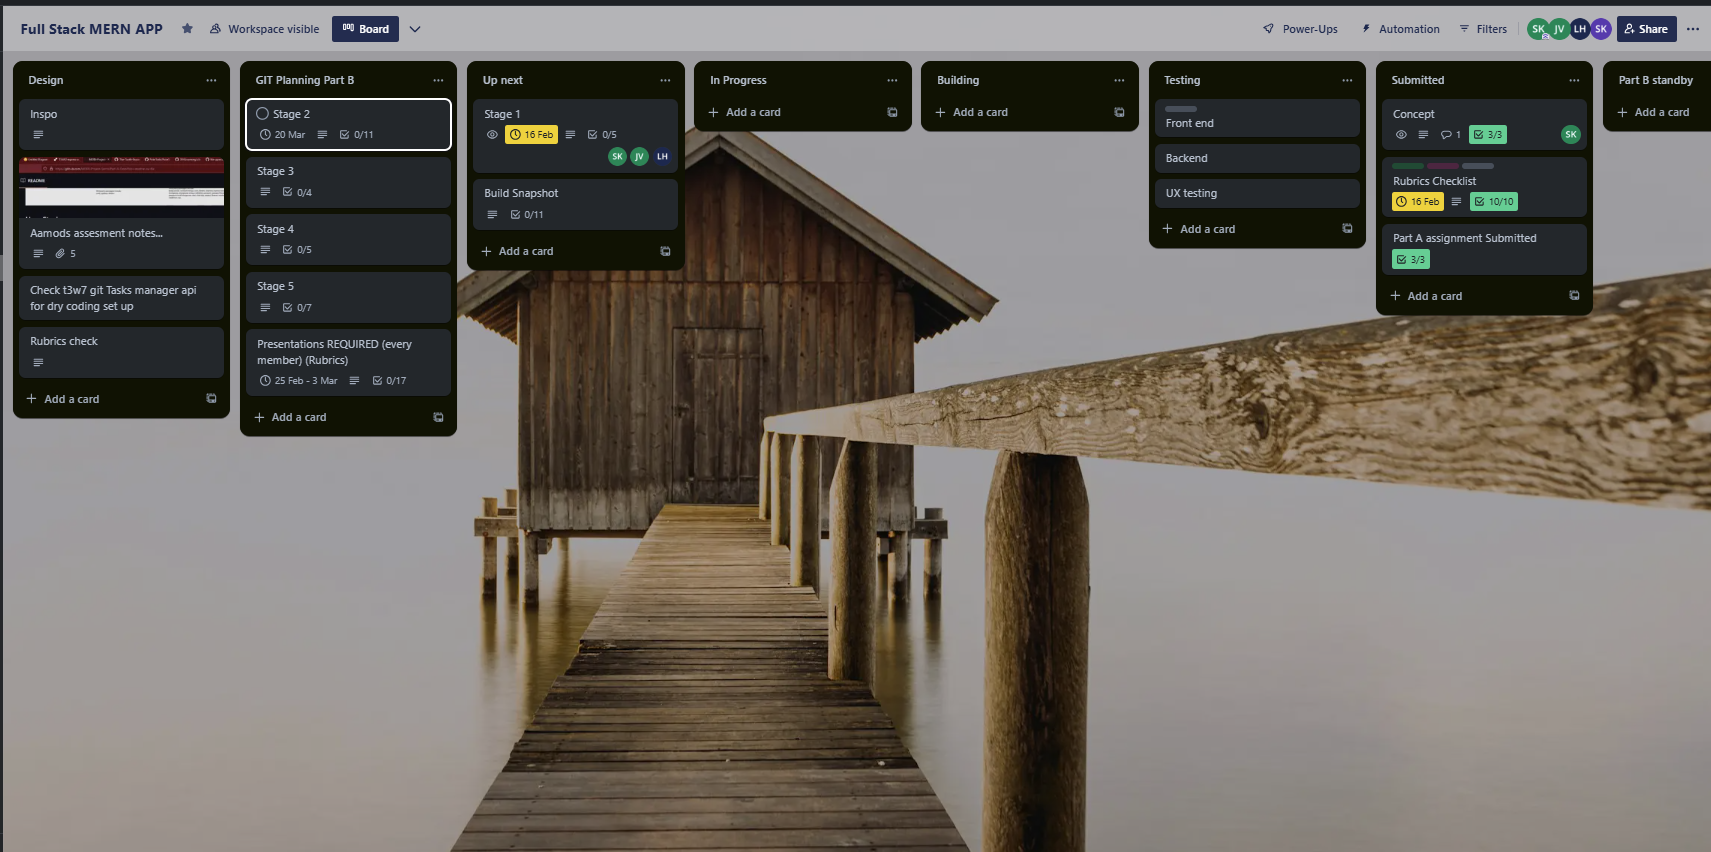 Full Stack MERN APP
Workspace visible
Board
Power-Ups
Automation
Filters
SK
JV
LH
SK
Share
Design
Inspo
README
Aamods assesment notes...
5
Check t3w7 git Tasks manager api
for dry coding set up
Rubrics check
Add a card
GIT Planning Part B
Stage 2
20 Mar
0/11
Stage 3
0/4
Stage 4
0/5
Stage 5
0/7
Presentations REQUIRED (every
member) (Rubrics)
25 Feb - 3 Mar
0/17
Add a card
Up next
Stage 1
16 Feb
0/5
SK
JV
LH
Build Snapshot
0/11
Add a card
In Progress
Add a card
Building
Add a card
Testing
Front end
Backend
UX testing
Add a card
Submitted
Concept
1
3/3
SK
Rubrics Checklist
16 Feb
10/10
Part A assignment Submitted
3/3
Add a card
Part B standby
Add a card